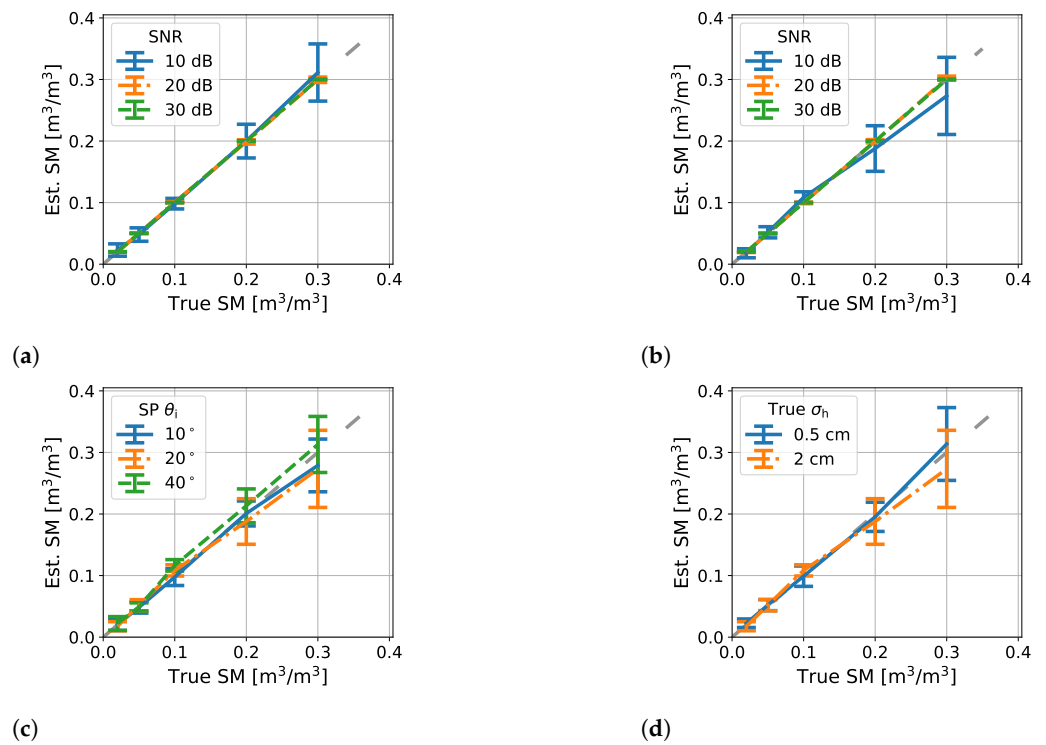 0.4
0.3
0.2
0.1
0.0
Est. SM [m³/m³]
SNR
10 dB
20 dB
30 dB
0.0 0.1 0.2 0.3 0.4
True SM [m³/m³]
(a)
0.4
0.3
0.2
0.1
0.0
Est. SM [m³/m³]
SNR
10 dB
20 dB
30 dB
0.0 0.1 0.2 0.3 0.4
True SM [m³/m³]
(b)
0.4
0.3
0.2
0.1
0.0
Est. SM [m³/m³]
SP θᵢ
10°
20°
40°
0.0 0.1 0.2 0.3 0.4
True SM [m³/m³]
(c)
0.4
0.3
0.2
0.1
0.0
Est. SM [m³/m³]
True σₕ
0.5 cm
2 cm
0.0 0.1 0.2 0.3 0.4
True SM [m³/m³]
(d)